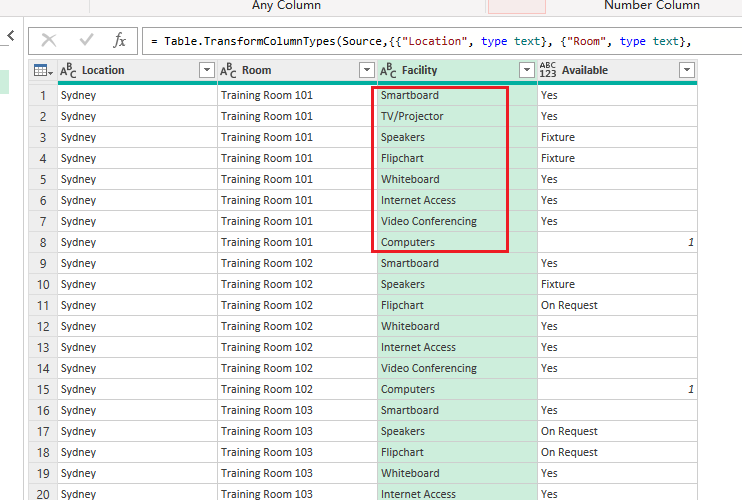 Any Column Number Column
fx = Table.TransformColumnTypes(Source,{{"Location", type text}, {"Room", type text},
ABC Location ABC Room ABC Facility ABC123 Available
1 Sydney Training Room 101 Smartboard Yes
2 Sydney Training Room 101 TV/Projector Yes
3 Sydney Training Room 101 Speakers Fixture
4 Sydney Training Room 101 Flipchart Fixture
5 Sydney Training Room 101 Whiteboard Yes
6 Sydney Training Room 101 Internet Access Yes
7 Sydney Training Room 101 Video Conferencing Yes
8 Sydney Training Room 101 Computers 1
9 Sydney Training Room 102 Smartboard Yes
10 Sydney Training Room 102 Speakers Fixture
11 Sydney Training Room 102 Flipchart On Request
12 Sydney Training Room 102 Whiteboard Yes
13 Sydney Training Room 102 Internet Access Yes
14 Sydney Training Room 102 Video Conferencing Yes
15 Sydney Training Room 102 Computers 1
16 Sydney Training Room 103 Smartboard Yes
17 Sydney Training Room 103 Speakers On Request
18 Sydney Training Room 103 Flipchart On Request
19 Sydney Training Room 103 Whiteboard Yes
20 Sydney Training Room 103 Internet Access Yes